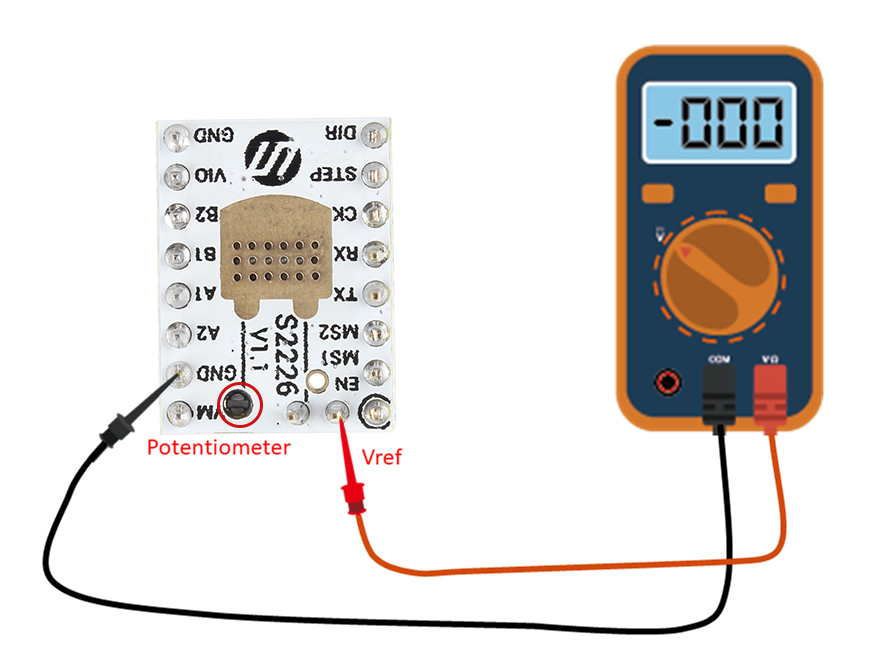 -000
COM
VΩ
GND
VIO
B2
B1
A1
A2
GND
VM
DIR
STEP
CK
RX
TX
MS2
MS1
EN
S2226
V1.1
Potentiometer
Vref